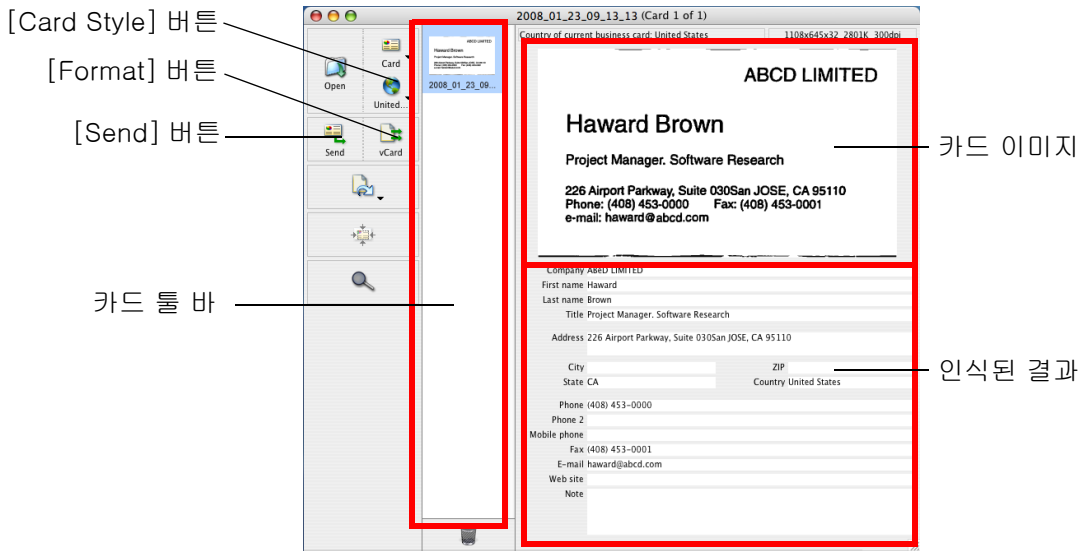 [Card Style] 버튼
[Format] 버튼
[Send] 버튼
카드 툴 바
2008_01_23_09_13_13 (Card 1 of 1)
Open
Card
United...
Send
vCard
2008_01_23_09...
Country of current business card: United States
1108x645x32 2801K 300dpi
ABCD LIMITED
Haward Brown
Project Manager. Software Research
226 Airport Parkway, Suite 030San JOSE, CA 95110
Phone: (408) 453-0000 Fax: (408) 453-0001
e-mail: haward@abcd.com
카드 이미지
Company ABeD LIMITED
First name Haward
Last name Brown
Title Project Manager. Software Research
Address 226 Airport Parkway, Suite 030San JOSE, CA 95110
City ZIP
State CA Country United States
Phone (408) 453-0000
Phone 2
Mobile phone
Fax (408) 453-0001
E-mail haward@abcd.com
Web site
Note
인식된 결과